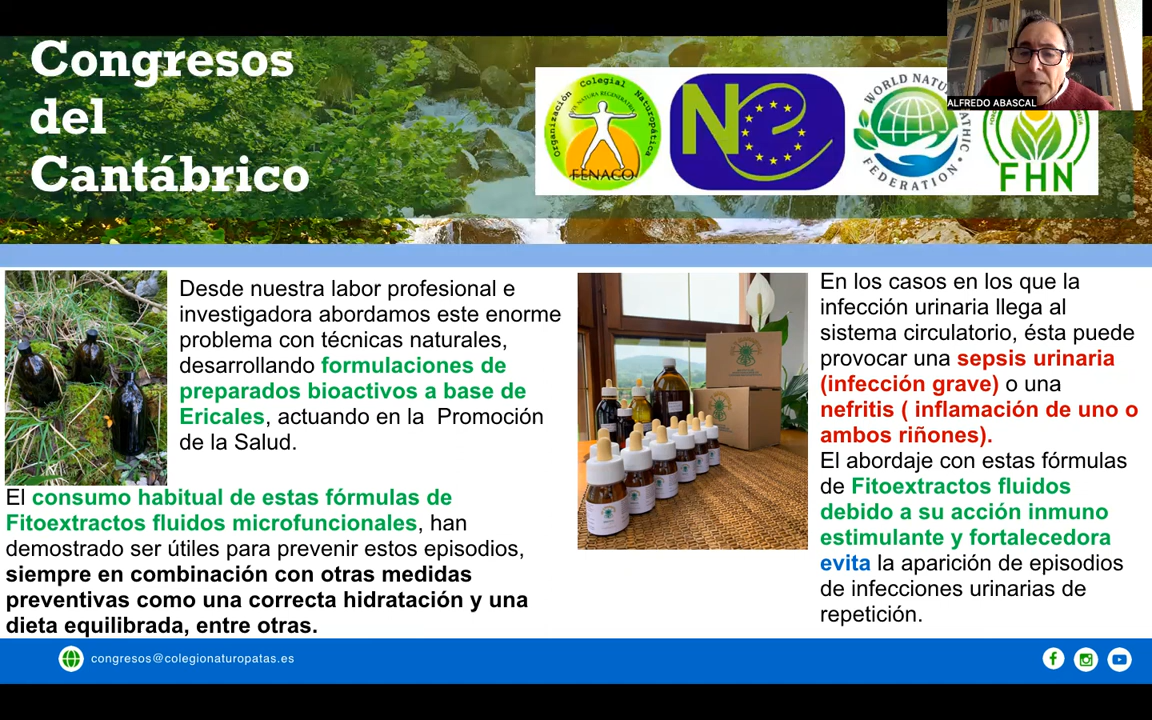 Congresos
del
Cantábrico
Organización Colegial Naturopática
VIS NATURA REGENERATRIX
FENACO
N
WORLD NATUROPATHIC
FEDERATION
FHN
ALFREDO ABASCAL
Desde nuestra labor profesional e
investigadora abordamos este enorme
problema con técnicas naturales,
desarrollando formulaciones de
preparados bioactivos a base de
Ericales, actuando en la Promoción
de la Salud.
El consumo habitual de estas fórmulas de
Fitoextractos fluidos microfuncionales, han
demostrado ser útiles para prevenir estos episodios,
siempre en combinación con otras medidas
preventivas como una correcta hidratación y una
dieta equilibrada, entre otras.
En los casos en los que la
infección urinaria llega al
sistema circulatorio, ésta puede
provocar una sepsis urinaria
(infección grave) o una
nefritis ( inflamación de uno o
ambos riñones).
El abordaje con estas fórmulas
de Fitoextractos fluidos
debido a su acción inmuno
estimulante y fortalecedora
evita la aparición de episodios
de infecciones urinarias de
repetición.
congresos@colegionaturopatas.es